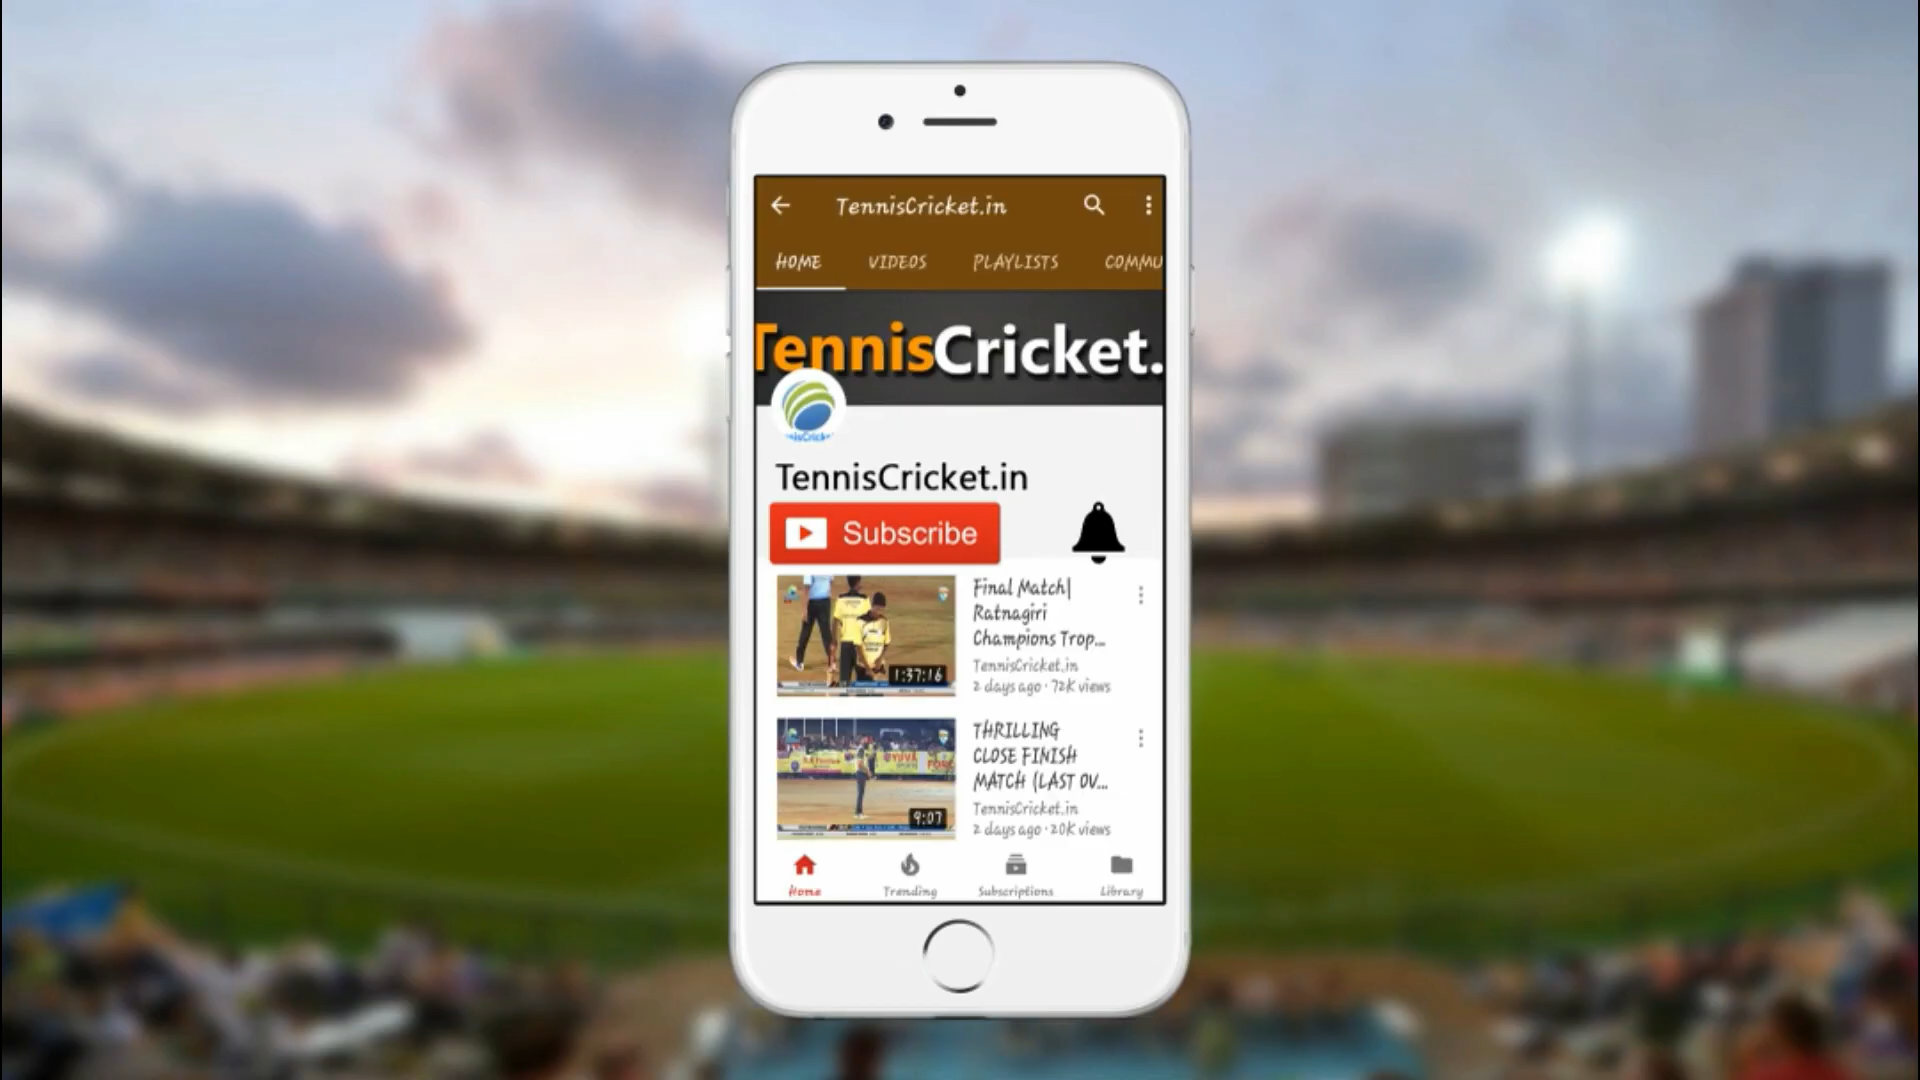 TennisCricket.in
HOME VIDEOS PLAYLISTS COMMU
TennisCricket.
TennisCricket.in
Subscribe
Final Match|
Ratnagiri
Champions Trop...
TennisCricket.in
2 days ago · 72K views
1:37:16
THRILLING
CLOSE FINISH
MATCH (LAST OV...
TennisCricket.in
2 days ago · 20K views
9:07
Home Trending Subscriptions Library